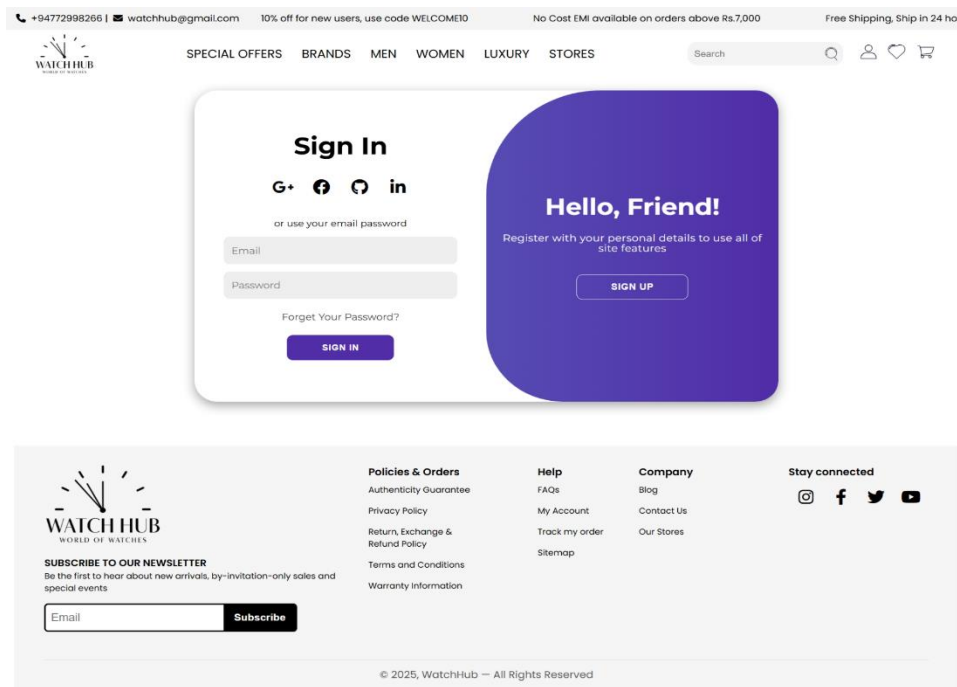 +94772998266 | watchhub@gmail.com 10% off for new users, use code WELCOME10 No Cost EMI available on orders above Rs.7,000 Free Shipping, Ship in 24 ho
WATCH HUB
WORLD OF WATCHES
SPECIAL OFFERS BRANDS MEN WOMEN LUXURY STORES Search
Sign In
G+ in
or use your email password
Email
Password
Forget Your Password?
SIGN IN
Hello, Friend!
Register with your personal details to use all of
site features
SIGN UP
WATCH HUB
WORLD OF WATCHES
SUBSCRIBE TO OUR NEWSLETTER
Be the first to hear about new arrivals, by-invitation-only sales and
special events
Email Subscribe
Policies & Orders
Authenticity Guarantee
Privacy Policy
Return, Exchange &
Refund Policy
Terms and Conditions
Warranty Information
Help
FAQs
My Account
Track my order
Sitemap
Company
Blog
Contact Us
Our Stores
Stay connected
© 2025, WatchHub — All Rights Reserved